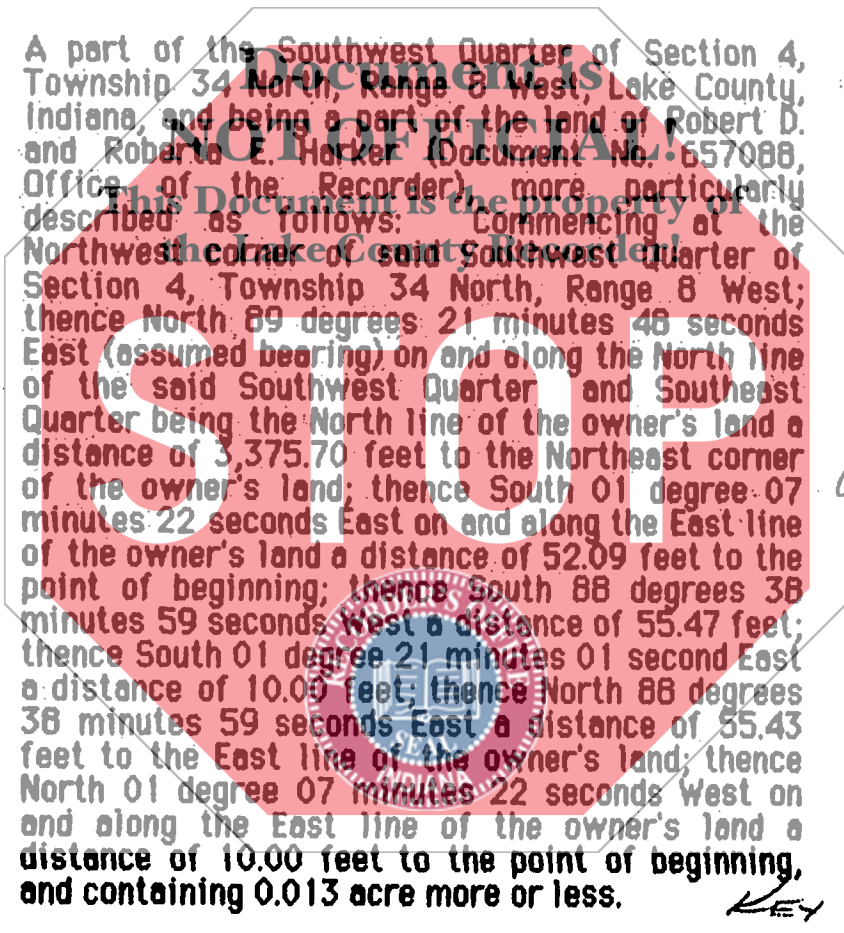 A part of the Southwest Quarter of Section 4,
Township 34 North, Range 8 West, Lake County,
Indiana, and being a part of the land of Robert D.
and Roberta E. Harker (Document No. 657088,
Office of the Recorder), more particularly
described as follows: Commencing at the
Northwest corner of said Southwest Quarter of
Section 4, Township 34 North, Range 8 West;
thence North 89 degrees 21 minutes 48 seconds
East (assumed bearing) on and along the North line
of the said Southwest Quarter and Southeast
Quarter being the North line of the owner's land a
distance of 3,375.70 feet to the Northeast corner
of the owner's land; thence South 01 degree 07
minutes 22 seconds East on and along the East line
of the owner's land a distance of 52.09 feet to the
point of beginning; thence South 88 degrees 38
minutes 59 seconds West a distance of 55.47 feet;
thence South 01 degree 21 minutes 01 second East
a distance of 10.00 feet; thence North 88 degrees
38 minutes 59 seconds East a distance of 55.43
feet to the East line of the owner's land; thence
North 01 degree 07 minutes 22 seconds West on
and along the East line of the owner's land a
distance of 10.00 feet to the point of beginning,
and containing 0.013 acre more or less.
KEY
Document is
NOT OFFICIAL!
This Document is the property of
the Lake County Recorder!
STOP
RECORDER'S OFFICE
SEAL
INDIANA